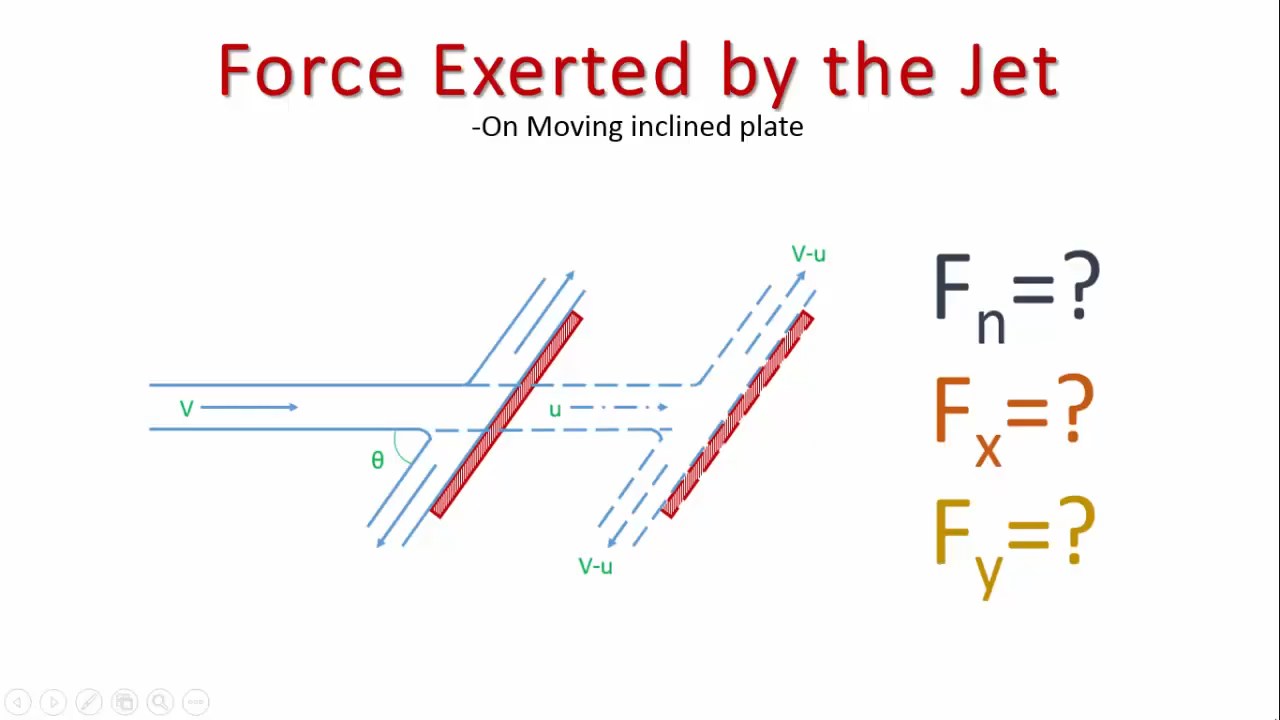 Force Exerted by the Jet
-On Moving inclined plate
V-u
V
u
θ
V-u
Fn=?
Fx=?
Fy=?